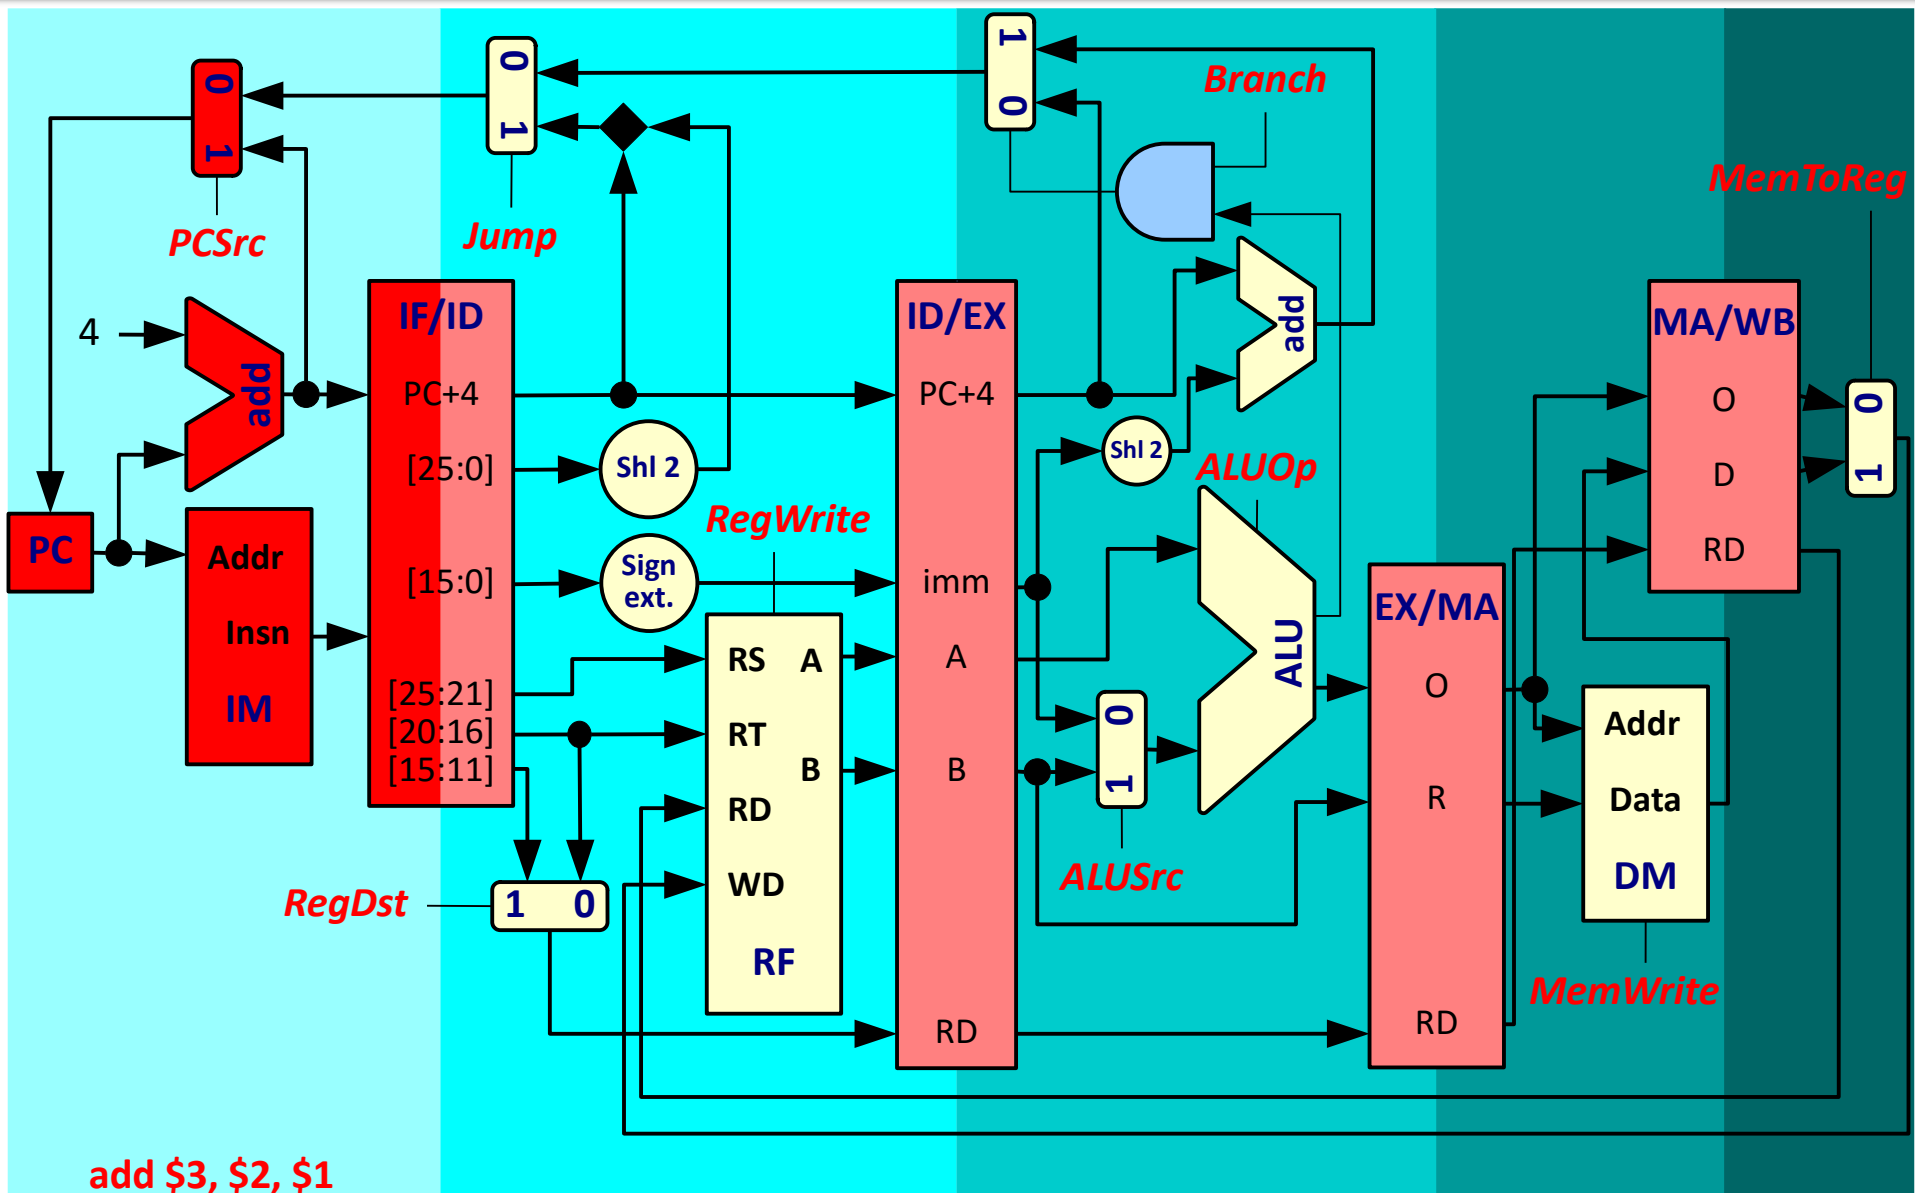 0
1
PCSrc
0
1
Jump
1
0
Branch
MemToReg
4
add
IF/ID
PC+4
[25:0]
[15:0]
[25:21]
[20:16]
[15:11]
PC
Addr
Insn
IM
Shl 2
Sign
ext.
RegWrite
RS A
RT
B
RD
WD
RF
RegDst
1 0
ID/EX
PC+4
imm
A
B
RD
add
Shl 2
ALUOp
ALU
0
1
ALUSrc
EX/MA
O
R
RD
Addr
Data
DM
MemWrite
MA/WB
O
D
RD
0
1
add $3, $2, $1